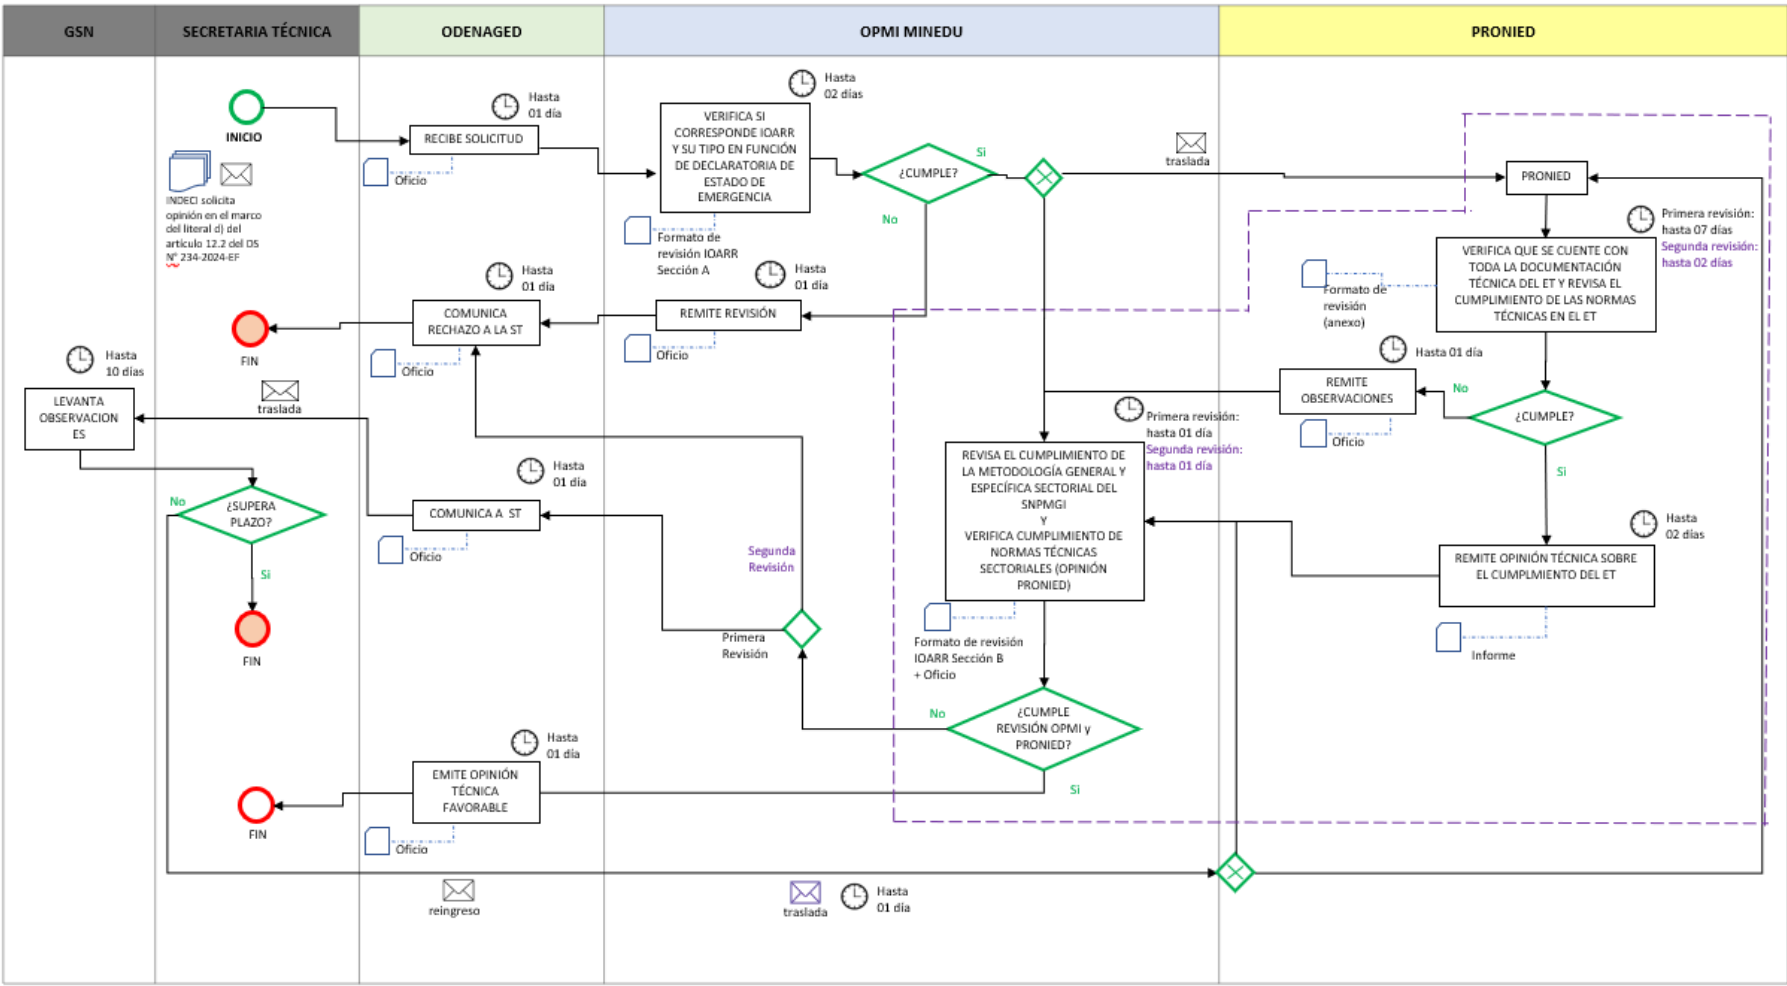 GSN
SECRETARIA TÉCNICA
ODENAGED
OPMI MINEDU
PRONIED
INICIO
INDECI solicita
opinión en el marco
del literal d) del
artículo 12.2 del DS
N° 234-2024-EF
Hasta
01 día
RECIBE SOLICITUD
Oficio
Hasta
02 días
VERIFICA SI
CORRESPONDE IOARR
Y SU TIPO EN FUNCIÓN
DE DECLARATORIA DE
ESTADO DE
EMERGENCIA
Formato de
revisión IOARR
Sección A
¿CUMPLE?
Si
No
traslada
PRONIED
Primera revisión:
hasta 07 días
Segunda revisión:
hasta 02 días
VERIFICA QUE SE CUENTE CON
TODA LA DOCUMENTACIÓN
TÉCNICA DEL ET Y REVISA EL
CUMPLIMIENTO DE LAS NORMAS
TÉCNICAS EN EL ET
Formato de
revisión
(anexo)
Hasta
01 día
REMITE REVISIÓN
Oficio
Hasta
01 día
COMUNICA
RECHAZO A LA ST
Oficio
FIN
Hasta
10 días
LEVANTA
OBSERVACION
ES
traslada
Hasta 01 día
REMITE
OBSERVACIONES
Oficio
No
¿CUMPLE?
Si
Primera revisión:
hasta 01 día
Segunda revisión:
hasta 01 día
REVISA EL CUMPLIMIENTO DE
LA METODOLOGÍA GENERAL Y
ESPECÍFICA SECTORIAL DEL
SNPMGI
Y
VERIFICA CUMPLIMIENTO DE
NORMAS TÉCNICAS
SECTORIALES (OPINIÓN
PRONIED)
Formato de revisión
IOARR Sección B
+ Oficio
Hasta
01 día
COMUNICA A ST
Oficio
No
¿SUPERA
PLAZO?
Si
FIN
Segunda
Revisión
Primera
Revisión
Hasta
02 días
REMITE OPINIÓN TÉCNICA SOBRE
EL CUMPLMIENTO DEL ET
Informe
No
¿CUMPLE
REVISIÓN OPMI y
PRONIED?
Si
Hasta
01 día
EMITE OPINIÓN
TÉCNICA
FAVORABLE
Oficio
FIN
reingreso
traslada
Hasta
01 día